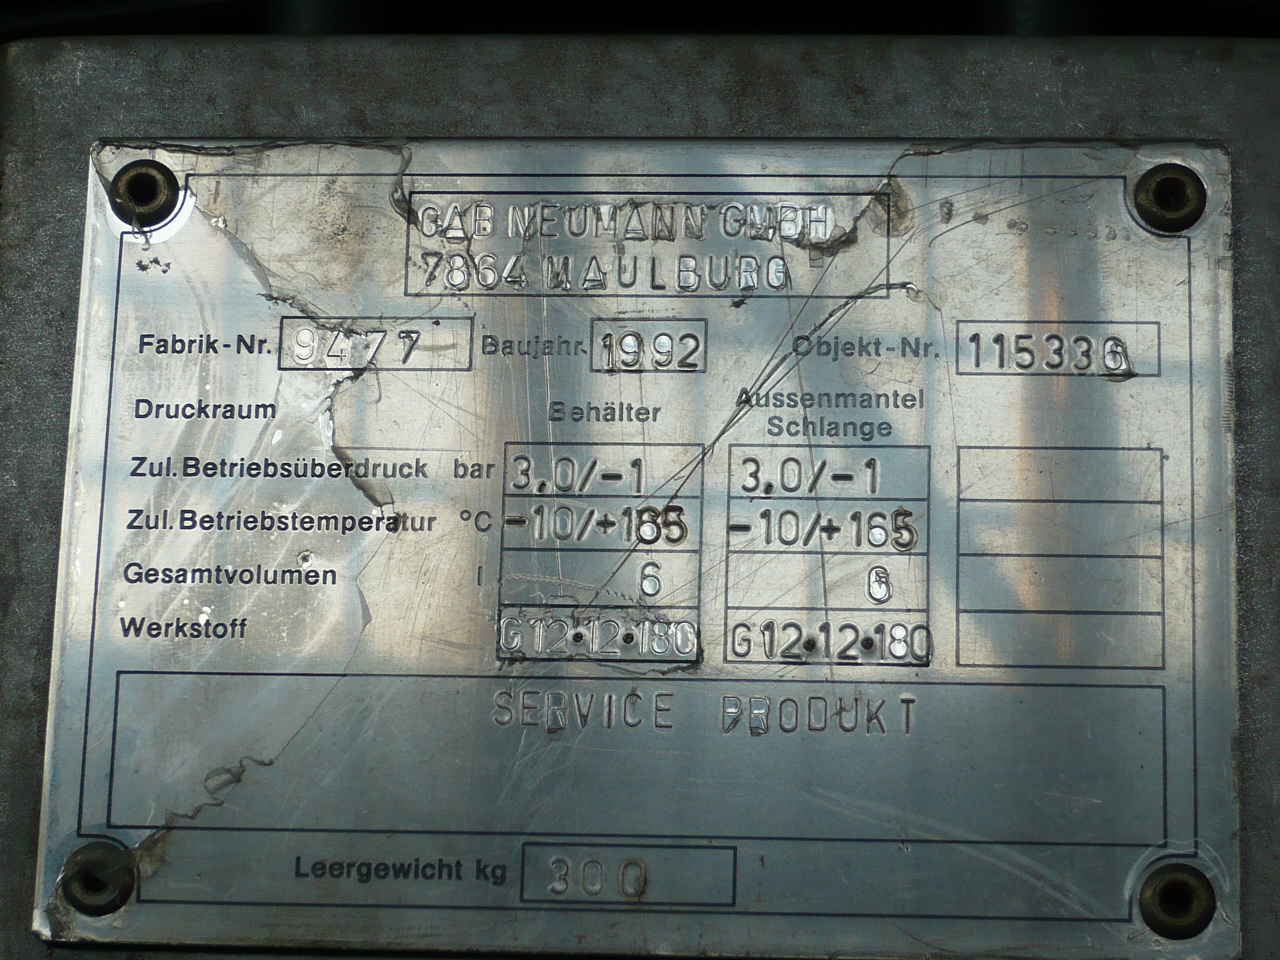 GAB NEUMANN GMBH
7864 MAULBURG
Fabrik-Nr. 9477 Baujahr. 1992 Objekt-Nr. 115336
Druckraum Behälter Aussenmantel
Schlange
Zul. Betriebsüberdruck bar 3.0/-1 3.0/-1
Zul. Betriebstemperatur °C -10/+165 -10/+165
Gesamtvolumen l 6 6
Werkstoff G12·12·180 G12·12·180
SERVICE PRODUKT
Leergewicht kg 300